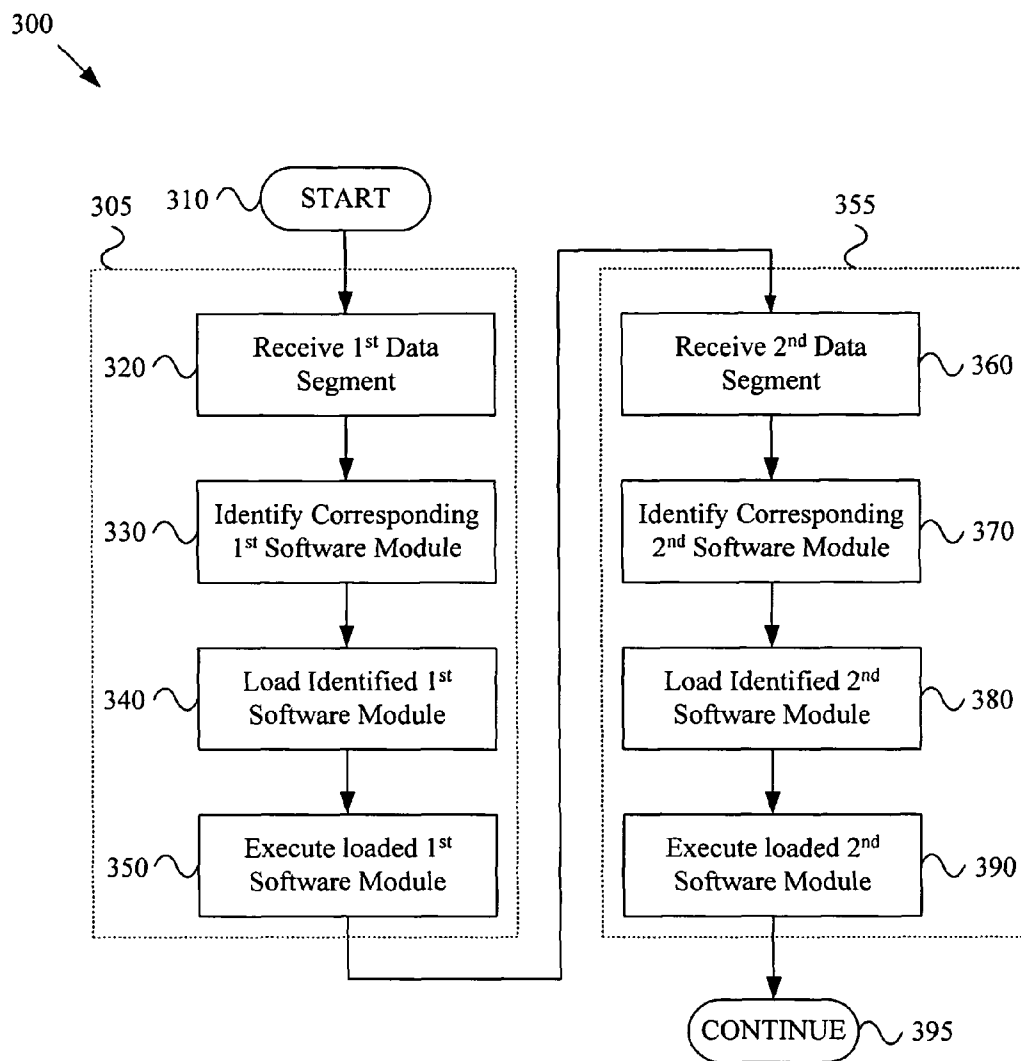 300
310
START
305
320
Receive 1st Data
Segment
330
Identify Corresponding
1st Software Module
340
Load Identified 1st
Software Module
350
Execute loaded 1st
Software Module
355
Receive 2nd Data
Segment
360
Identify Corresponding
2nd Software Module
370
Load Identified 2nd
Software Module
380
Execute loaded 2nd
Software Module
390
CONTINUE
395